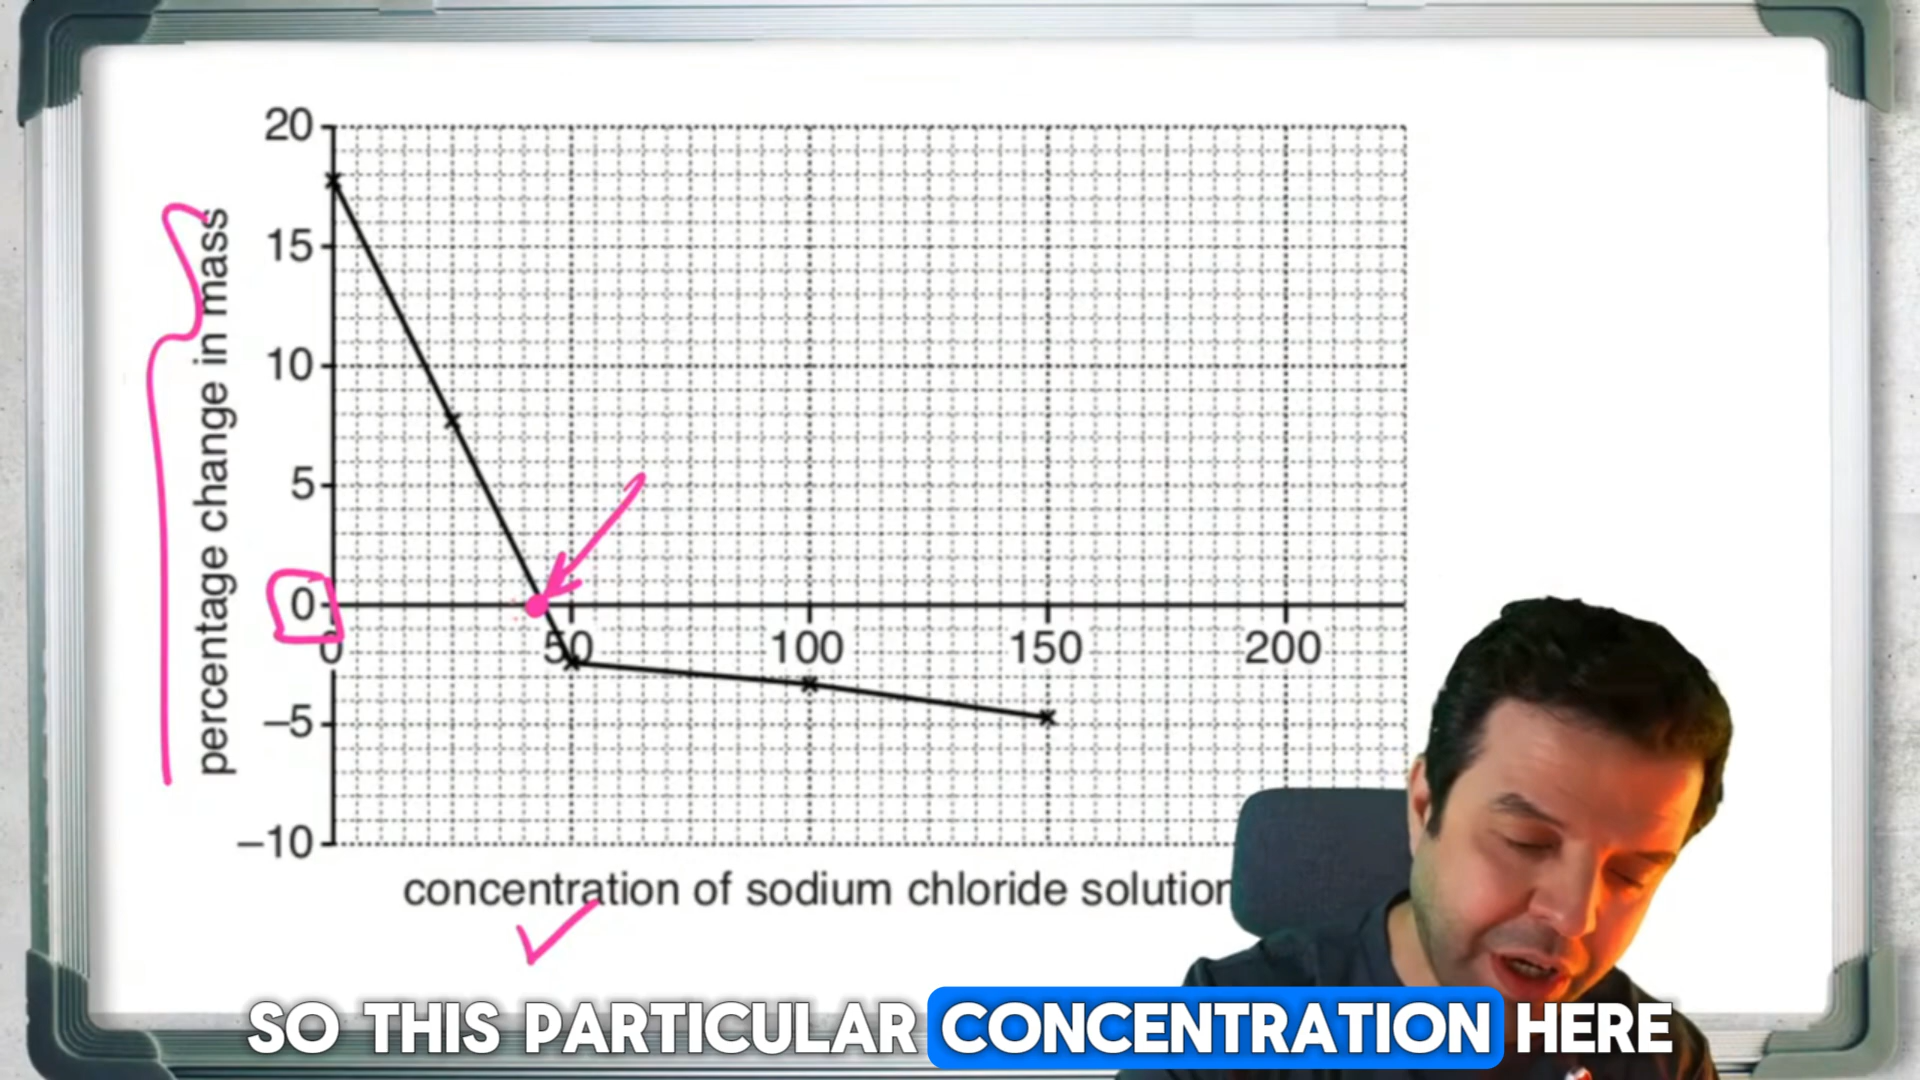 20
15
10
5
0
-5
-10
percentage change in mass
0 50 100 150 200
concentration of sodium chloride solution
SO THIS PARTICULAR CONCENTRATION HERE